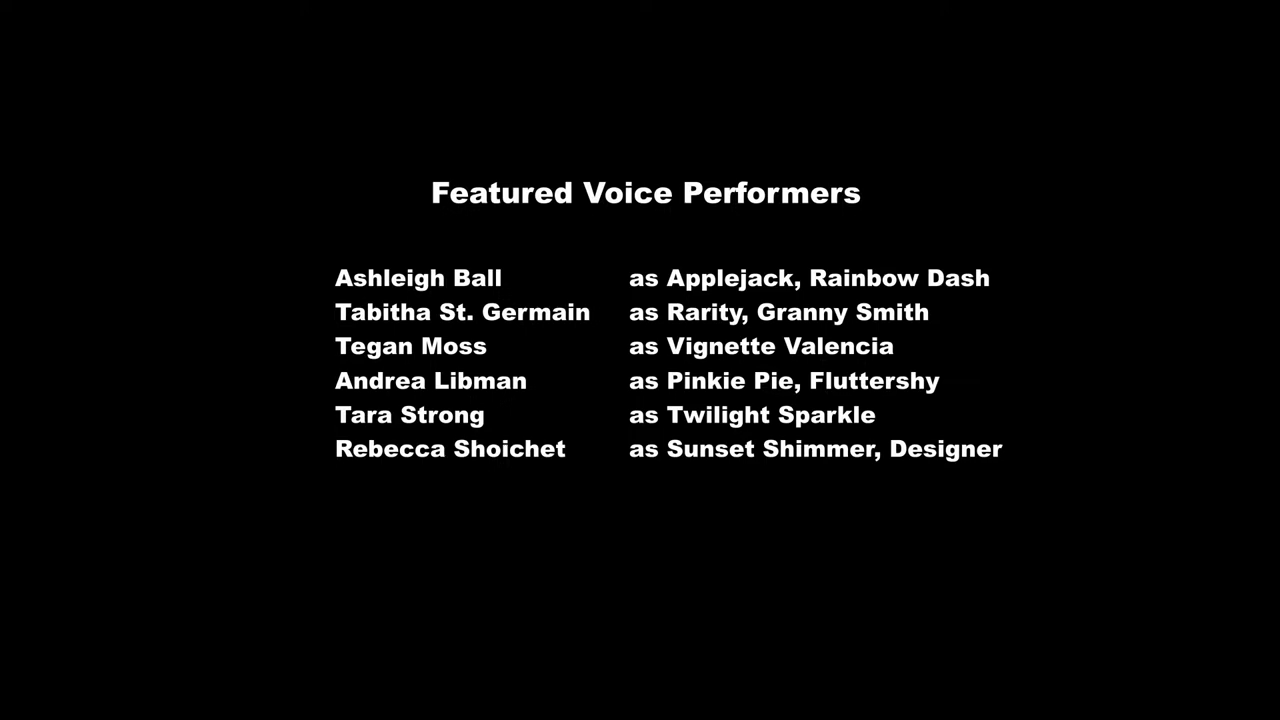 Featured Voice Performers
Ashleigh Ball as Applejack, Rainbow Dash
Tabitha St. Germain as Rarity, Granny Smith
Tegan Moss as Vignette Valencia
Andrea Libman as Pinkie Pie, Fluttershy
Tara Strong as Twilight Sparkle
Rebecca Shoichet as Sunset Shimmer, Designer